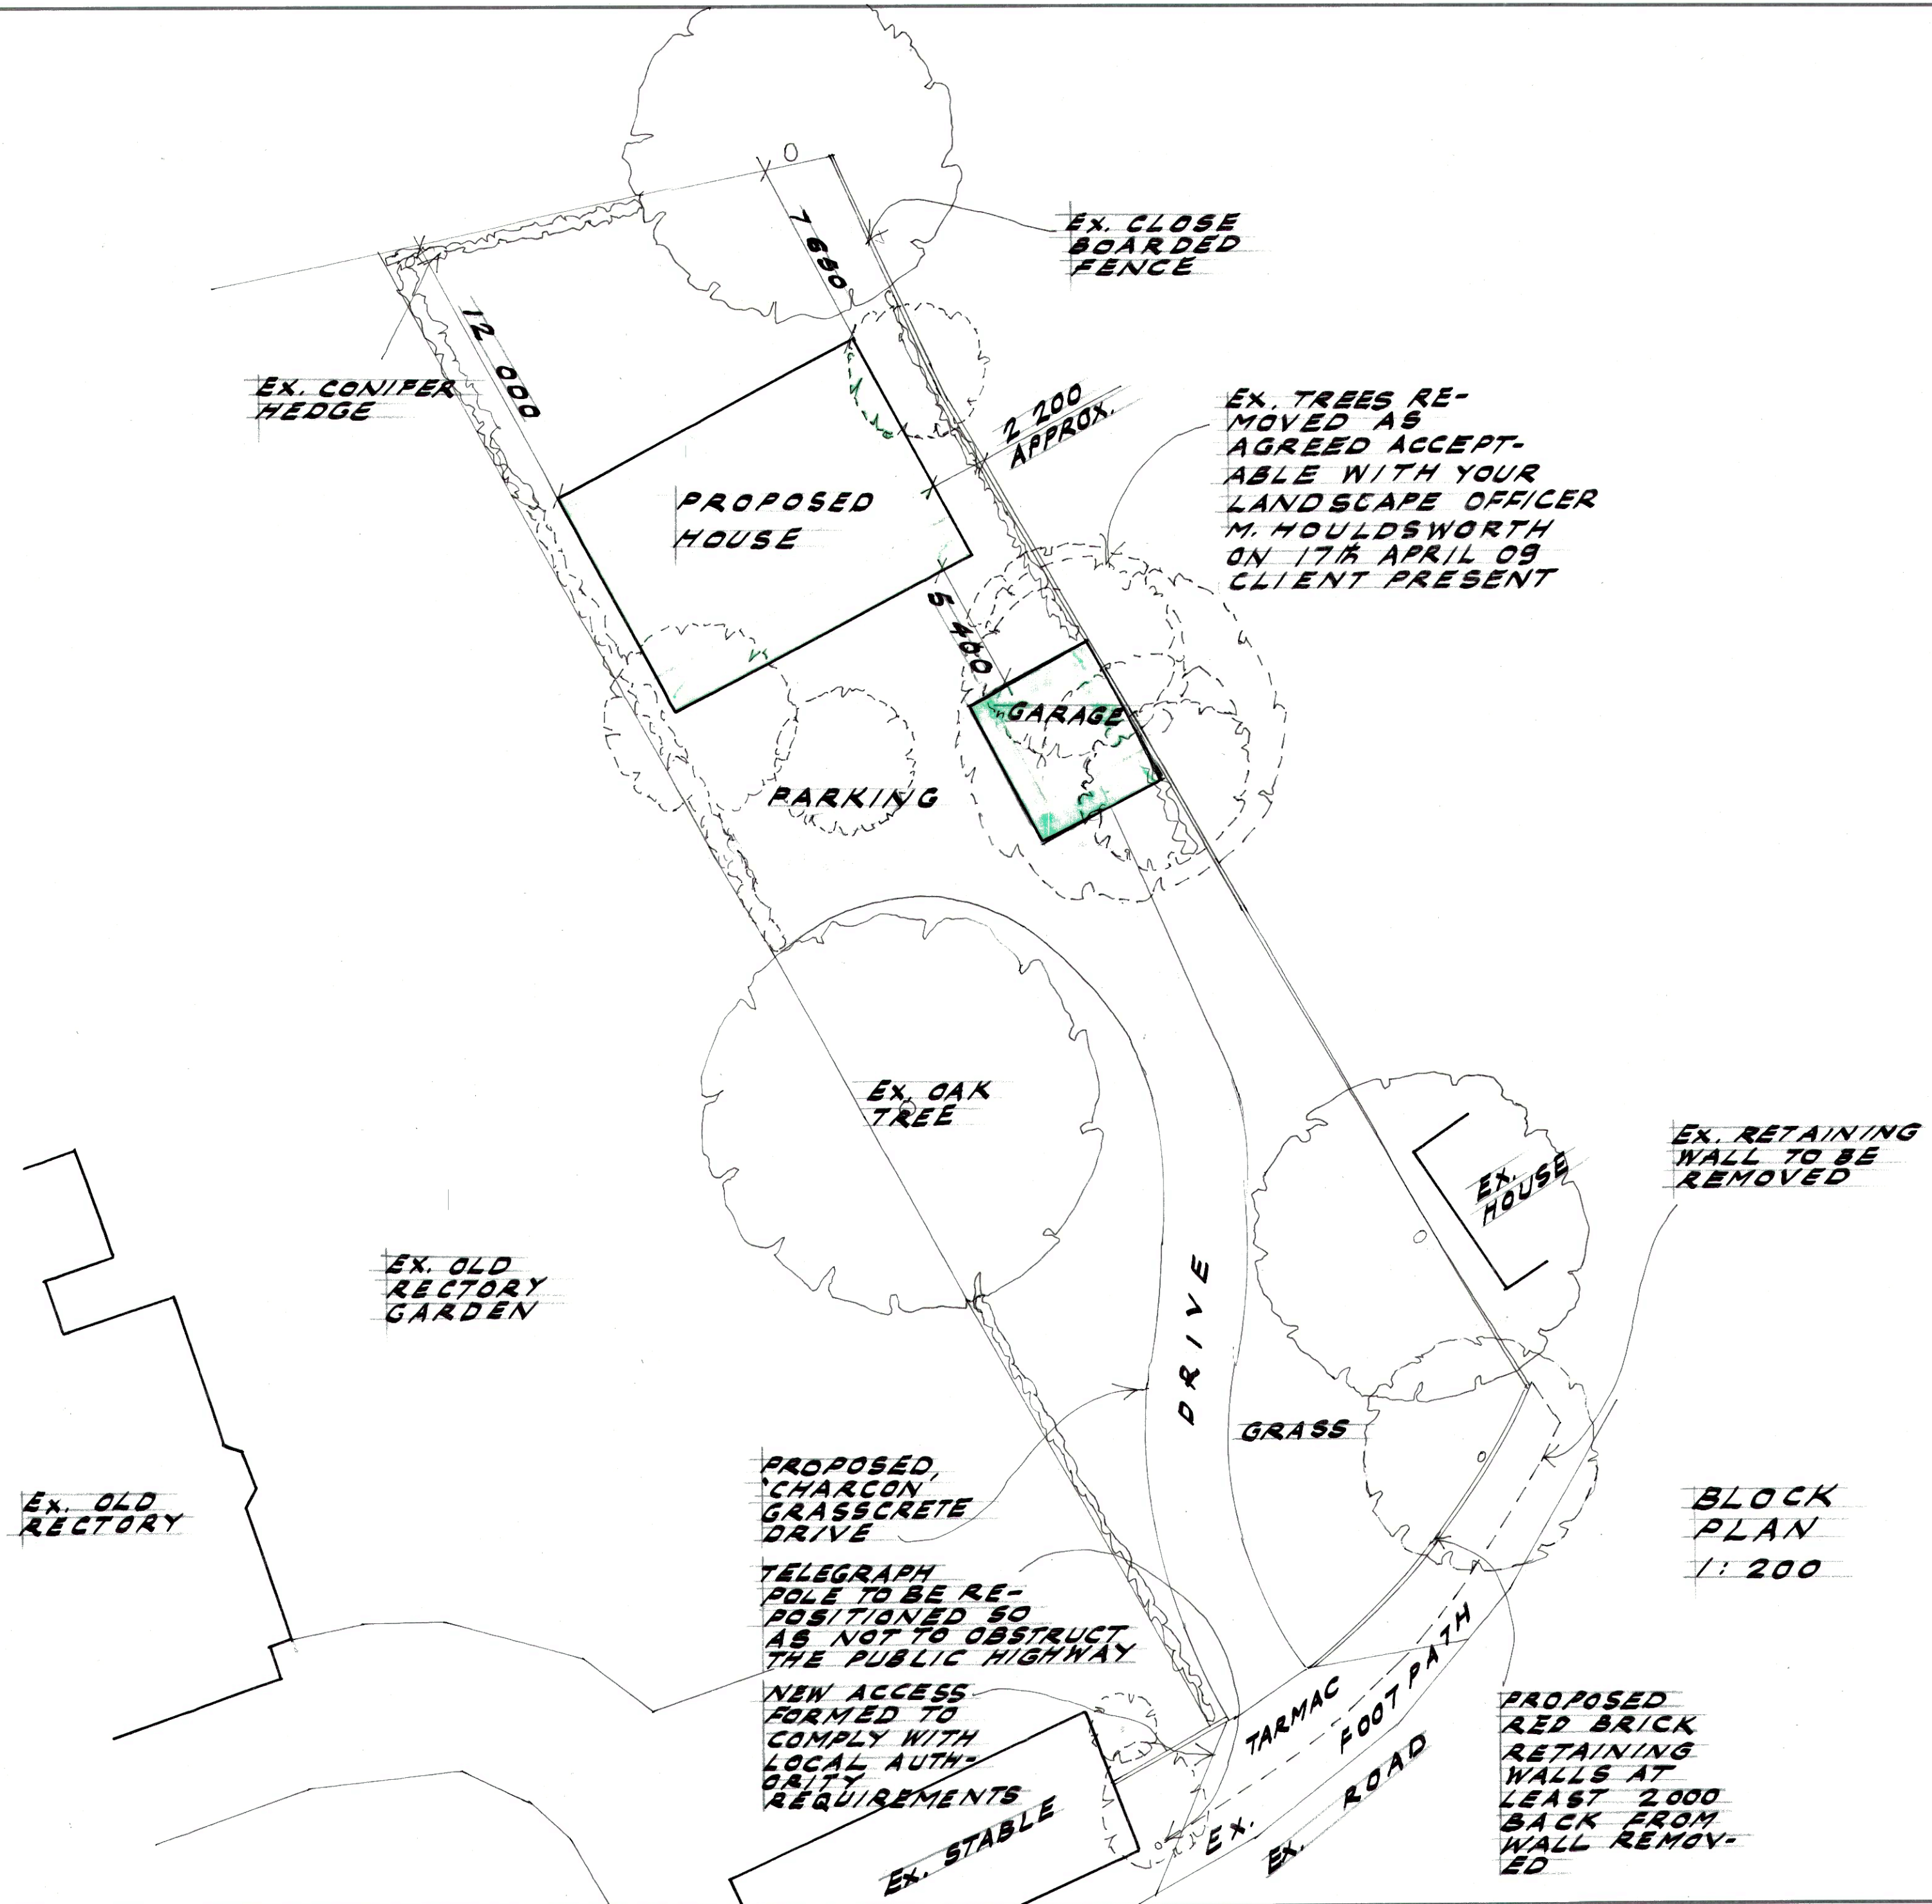 7 650
EX. CLOSE
BOARDED
FENCE
12 000
EX. CONIFER
HEDGE
2 200
APPROX.
EX. TREES RE-
MOVED AS
AGREED ACCEPT-
ABLE WITH YOUR
LANDSCAPE OFFICER
M. HOULDSWORTH
ON 17th APRIL 09
CLIENT PRESENT
PROPOSED
HOUSE
5 400
GARAGE
PARKING
EX. OAK
TREE
EX.
HOUSE
EX. RETAINING
WALL TO BE
REMOVED
EX. OLD
RECTORY
GARDEN
DRIVE
GRASS
EX. OLD
RECTORY
PROPOSED,
'CHARCON
GRASSCRETE
DRIVE
TELEGRAPH
POLE TO BE RE-
POSITIONED SO
AS NOT TO OBSTRUCT
THE PUBLIC HIGHWAY
NEW ACCESS
FORMED TO
COMPLY WITH
LOCAL AUTH-
ORITY
REQUIREMENTS
BLOCK
PLAN
1:200
TARMAC
EX. FOOTPATH
EX. ROAD
EX. STABLE
PROPOSED
RED BRICK
RETAINING
WALLS AT
LEAST 2000
BACK FROM
WALL REMOV-
ED